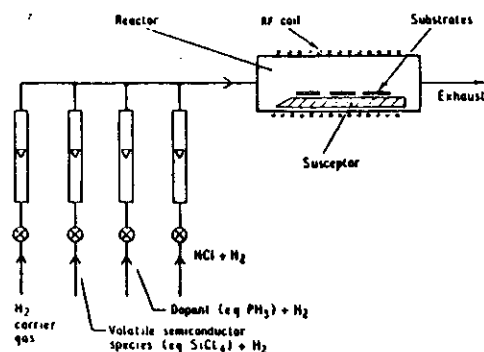 Reactor
RF coil
Substrates
Exhaust
Susceptor
HCl + H₂
H₂
carrier
gas
Dopant (eg PH₃) + H₂
Volatile semiconductor
species (eg SiCl₄) + H₂